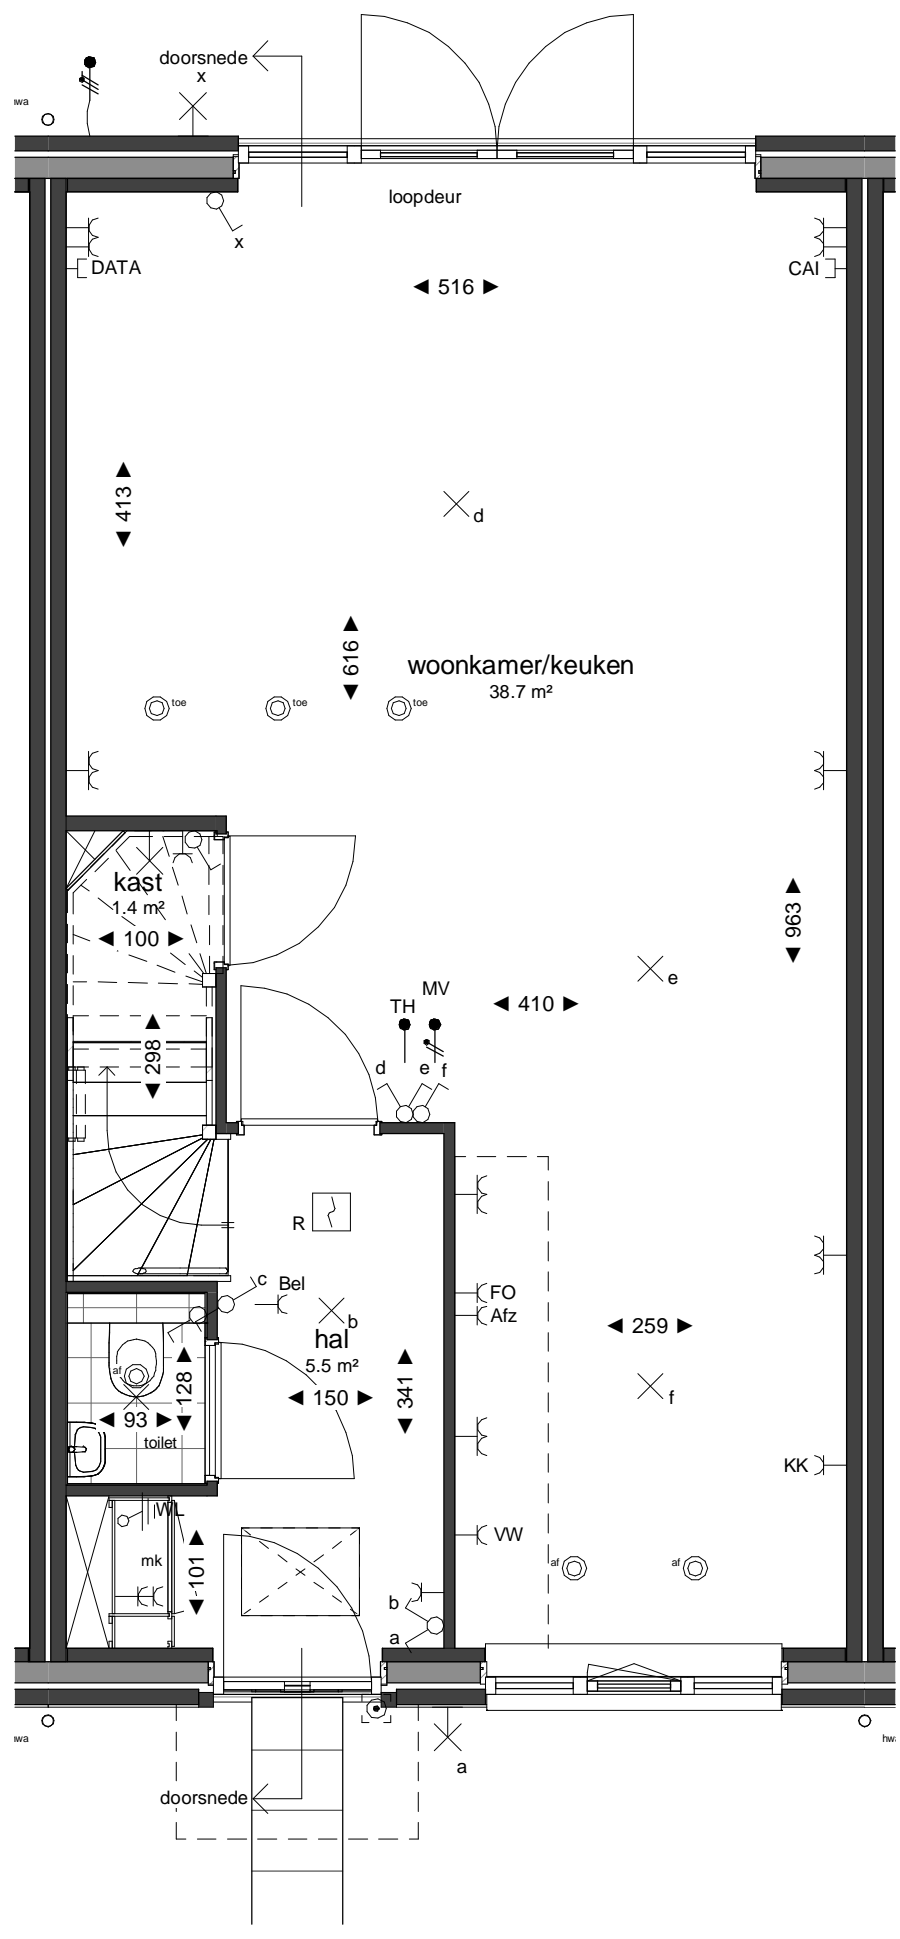 doorsnede
x
hwa
loopdeur
x
DATA
CAI
516
413
d
616
woonkamer/keuken
38.7 m²
toe
toe
toe
kast
1.4 m²
100
963
e
MV
TH
410
298
d
e
f
R
c
Bel
b
FO
Afz
hal
5.5 m²
259
af
128
341
f
150
93
toilet
KK
WL
VW
mk
101
af
af
b
a
hwa
hwa
a
doorsnede